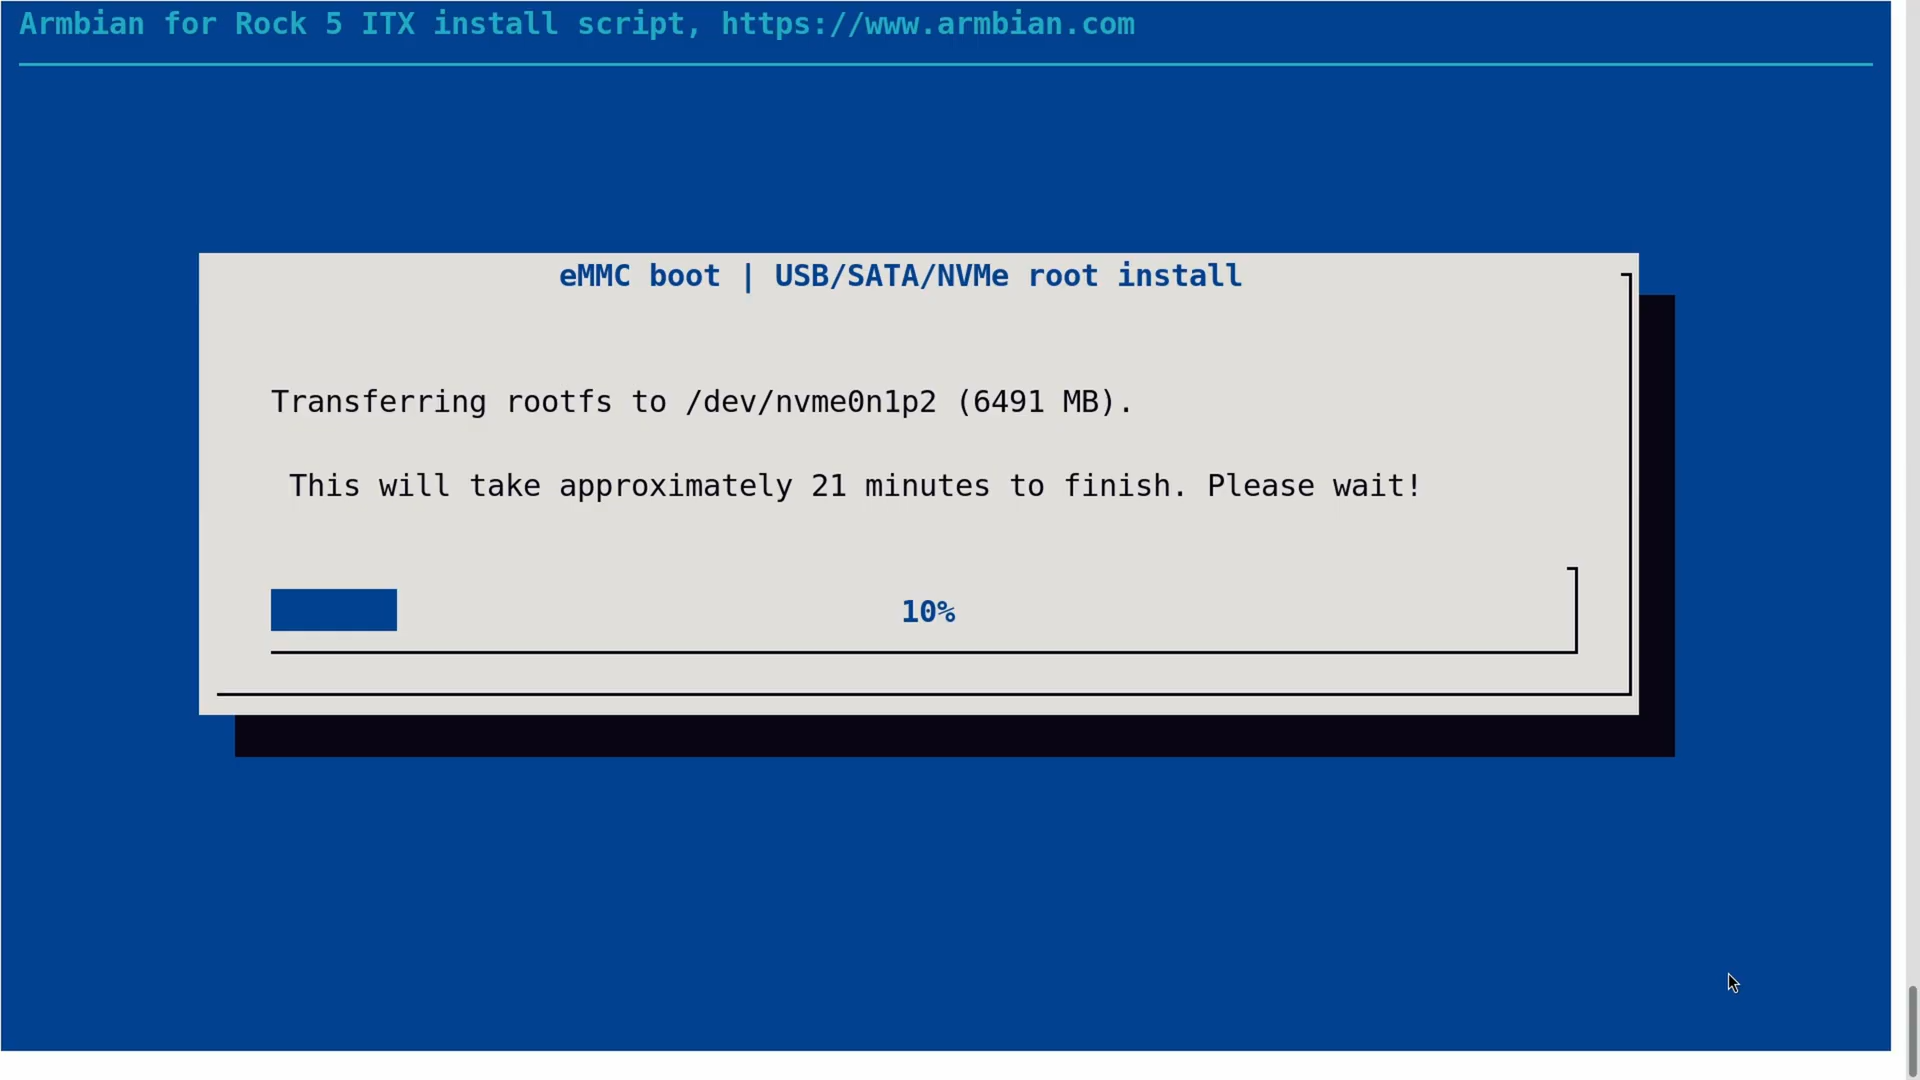 Armbian for Rock 5 ITX install script, https://www.armbian.com
eMMC boot | USB/SATA/NVMe root install
Transferring rootfs to /dev/nvme0n1p2 (6491 MB).
This will take approximately 21 minutes to finish. Please wait!
10%